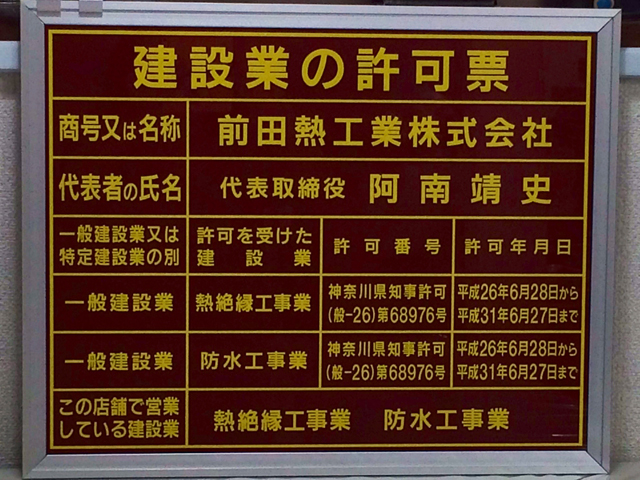 建設業の許可票
商号又は名称 前田熱工業株式会社
代表者の氏名 代表取締役 阿南靖史
一般建設業又は
特定建設業の別
許可を受けた
建設業
許可番号
許可年月日
一般建設業
熱絶縁工事業
神奈川県知事許可
(般-26)第68976号
平成26年6月28日から
平成31年6月27日まで
一般建設業
防水工事業
神奈川県知事許可
(般-26)第68976号
平成26年6月28日から
平成31年6月27日まで
この店舗で営業
している建設業
熱絶縁工事業 防水工事業